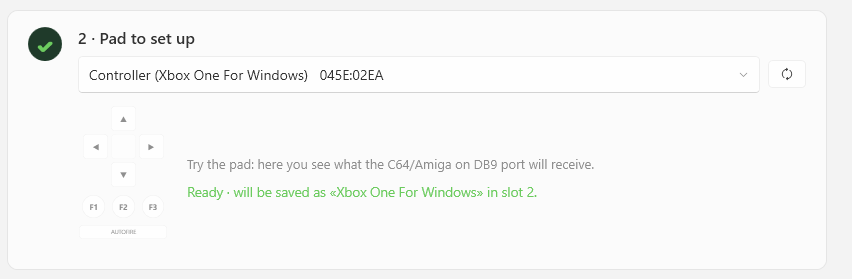 2 · Pad to set up
Controller (Xbox One For Windows) 045E:02EA
Try the pad: here you see what the C64/Amiga on DB9 port will receive.
Ready · will be saved as «Xbox One For Windows» in slot 2.
F1 F2 F3
AUTOFIRE